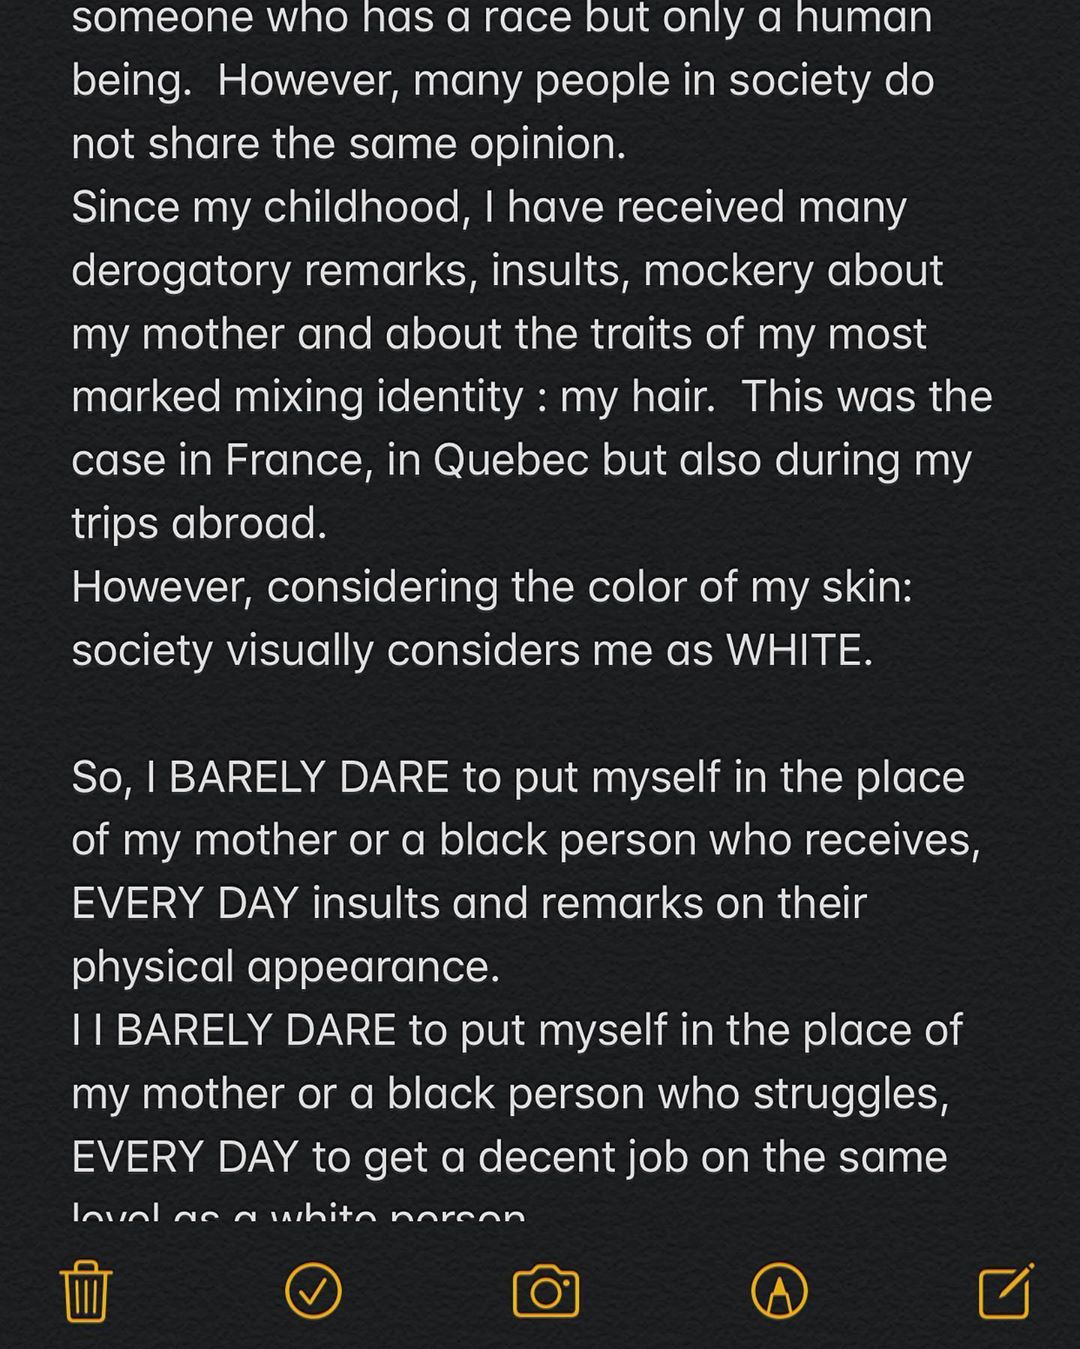 someone who has a race but only a human
being.  However, many people in society do
not share the same opinion.
Since my childhood, I have received many
derogatory remarks, insults, mockery about
my mother and about the traits of my most
marked mixing identity : my hair.  This was the
case in France, in Quebec but also during my
trips abroad.
However, considering the color of my skin:
society visually considers me as WHITE.
So, I BARELY DARE to put myself in the place
of my mother or a black person who receives,
EVERY DAY insults and remarks on their
physical appearance.
I I BARELY DARE to put myself in the place of
my mother or a black person who struggles,
EVERY DAY to get a decent job on the same
level as a white person